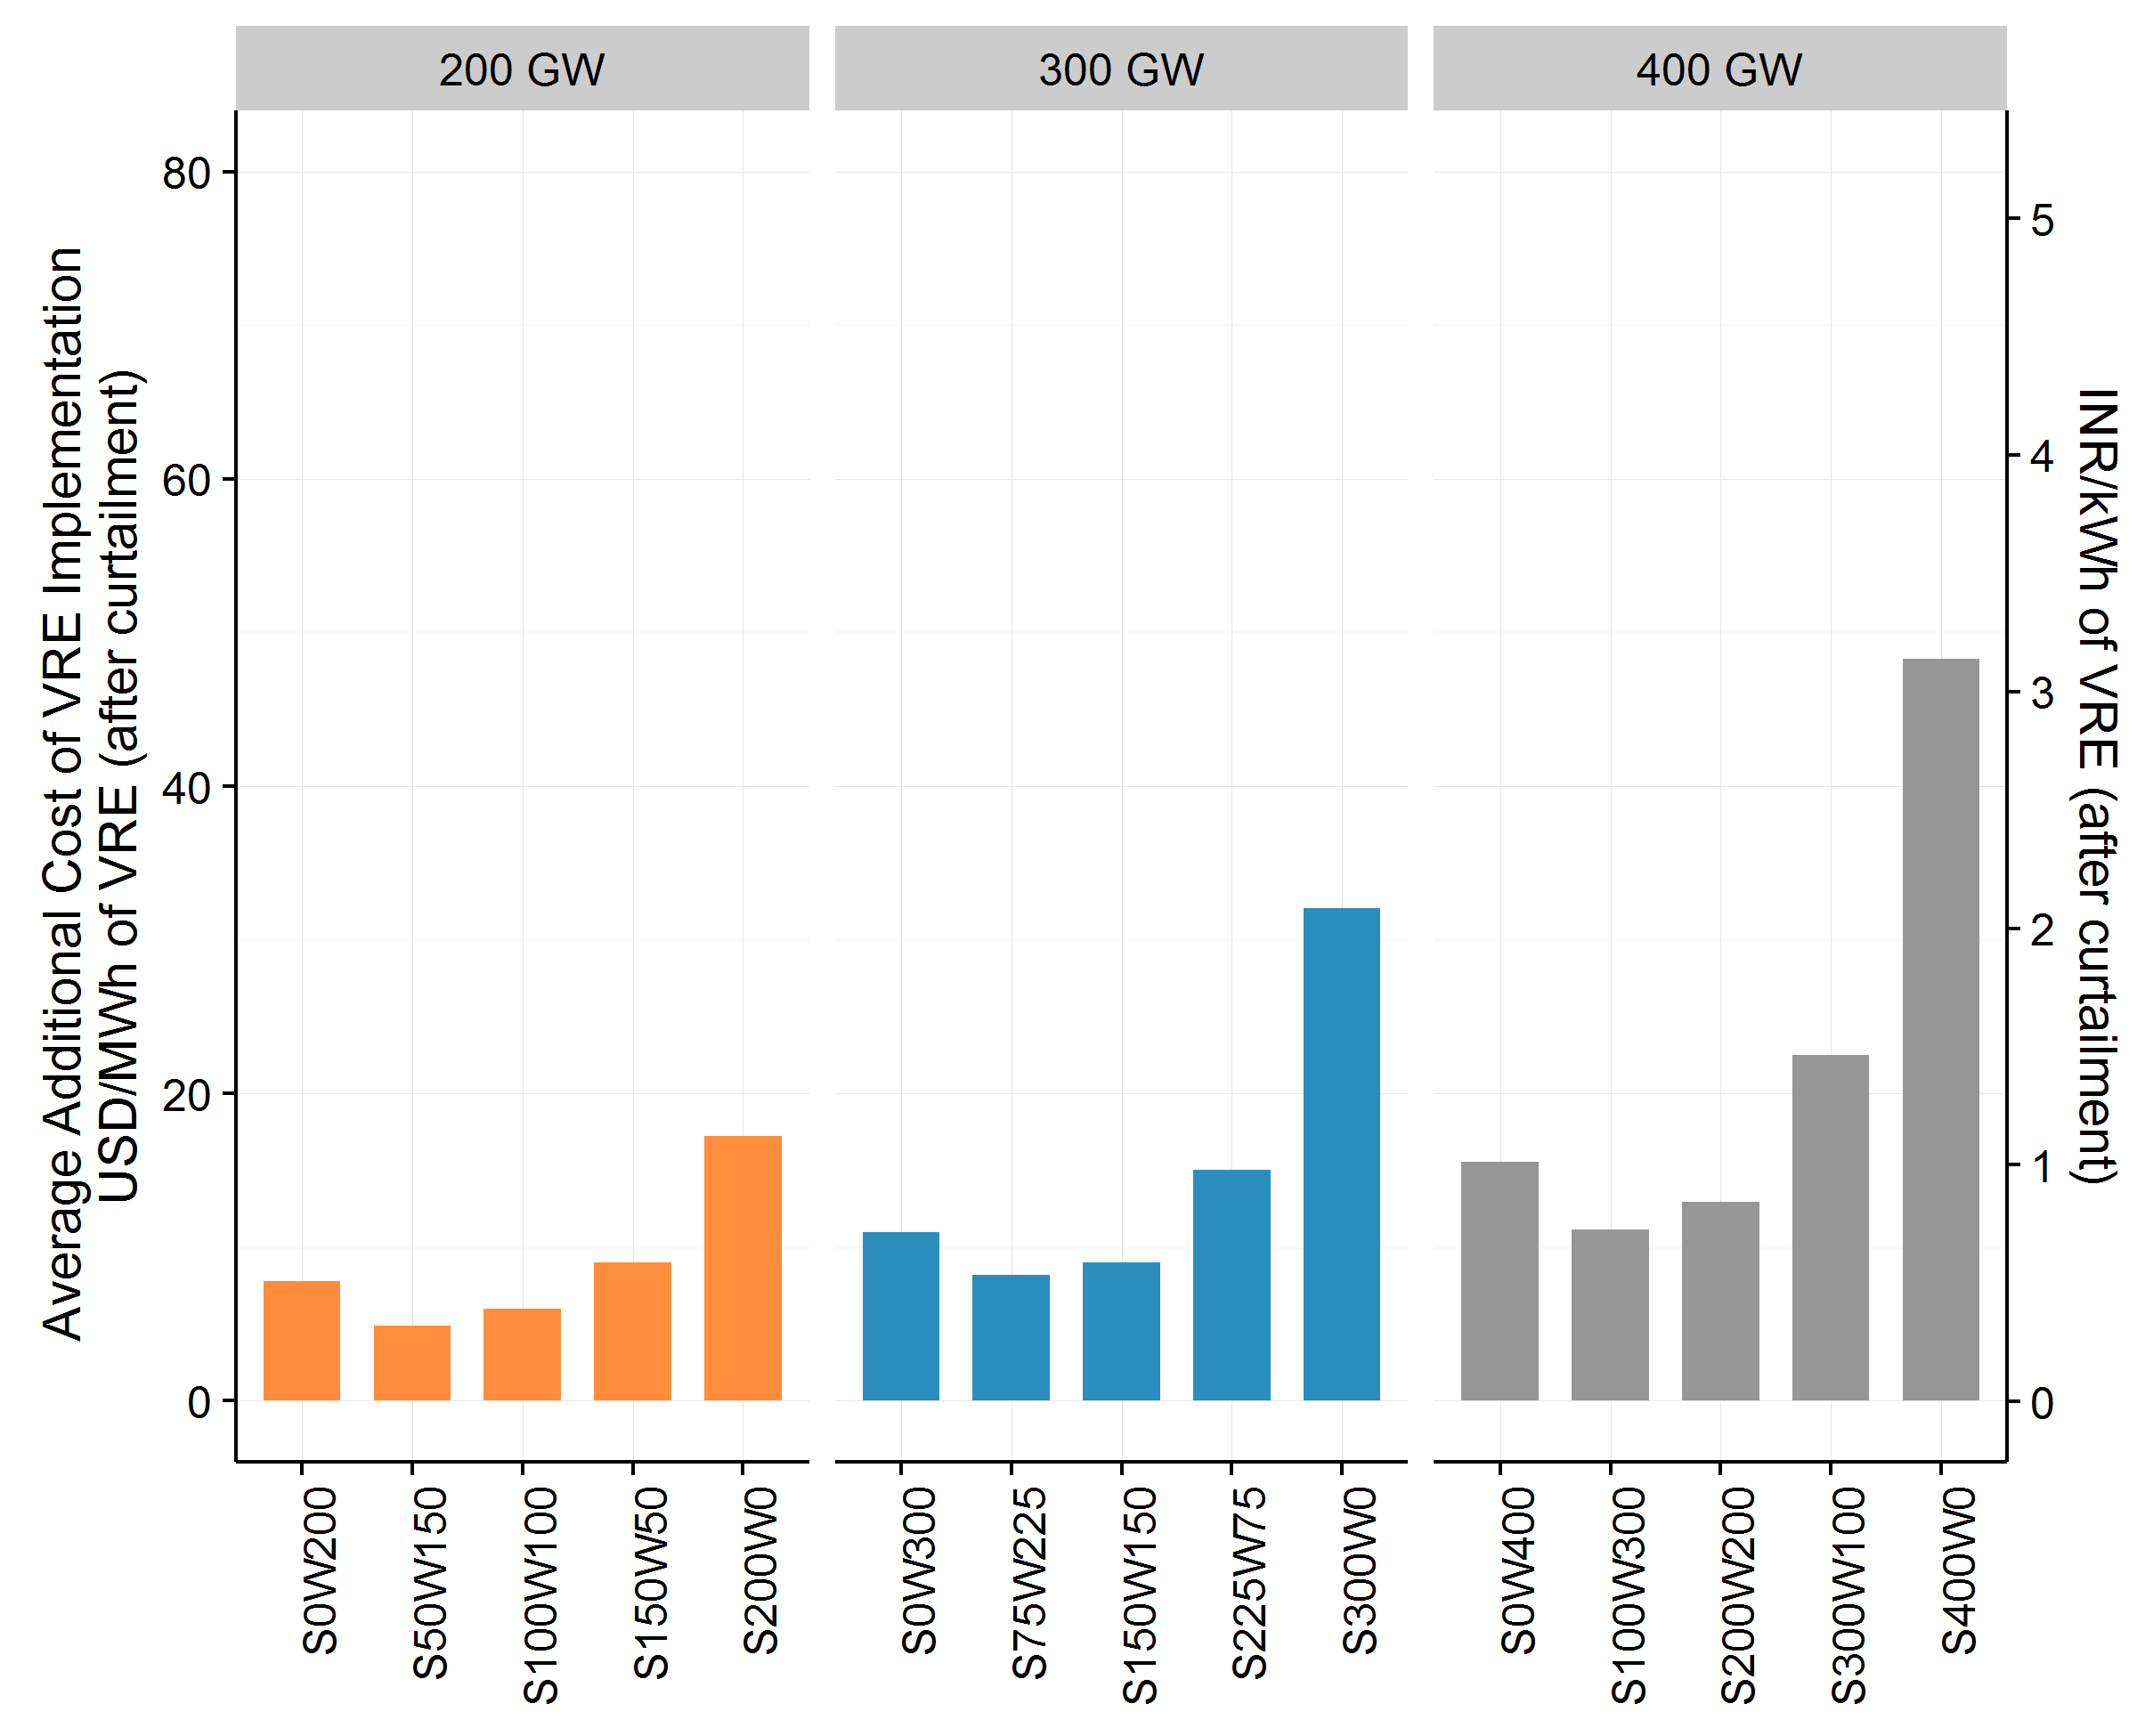 200 GW
300 GW
400 GW
Average Additional Cost of VRE Implementation
USD/MWh of VRE (after curtailment)
80
60
40
20
0
5
4
3
2
1
0
INR/kWh of VRE (after curtailment)
S0W200
S50W150
S100W100
S150W50
S200W0
S0W300
S75W225
S150W150
S225W75
S300W0
S0W400
S100W300
S200W200
S300W100
S400W0